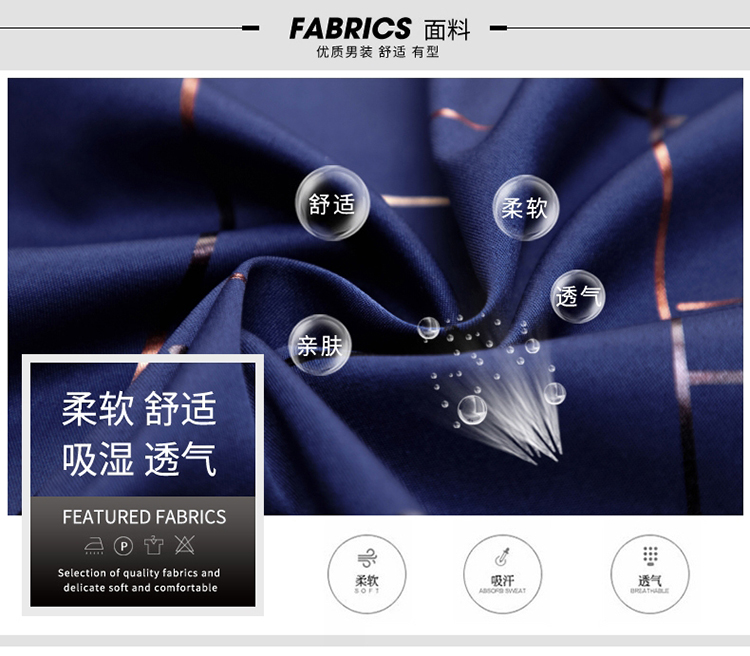 FABRICS 面料
优质男装 舒适 有型
舒适
柔软
透气
亲肤
柔软 舒适
吸湿 透气
FEATURED FABRICS
P
Selection of quality fabrics and
delicate soft and comfortable
柔软
SOFT
吸汗
ABSORB SWEAT
透气
BREATHABLE